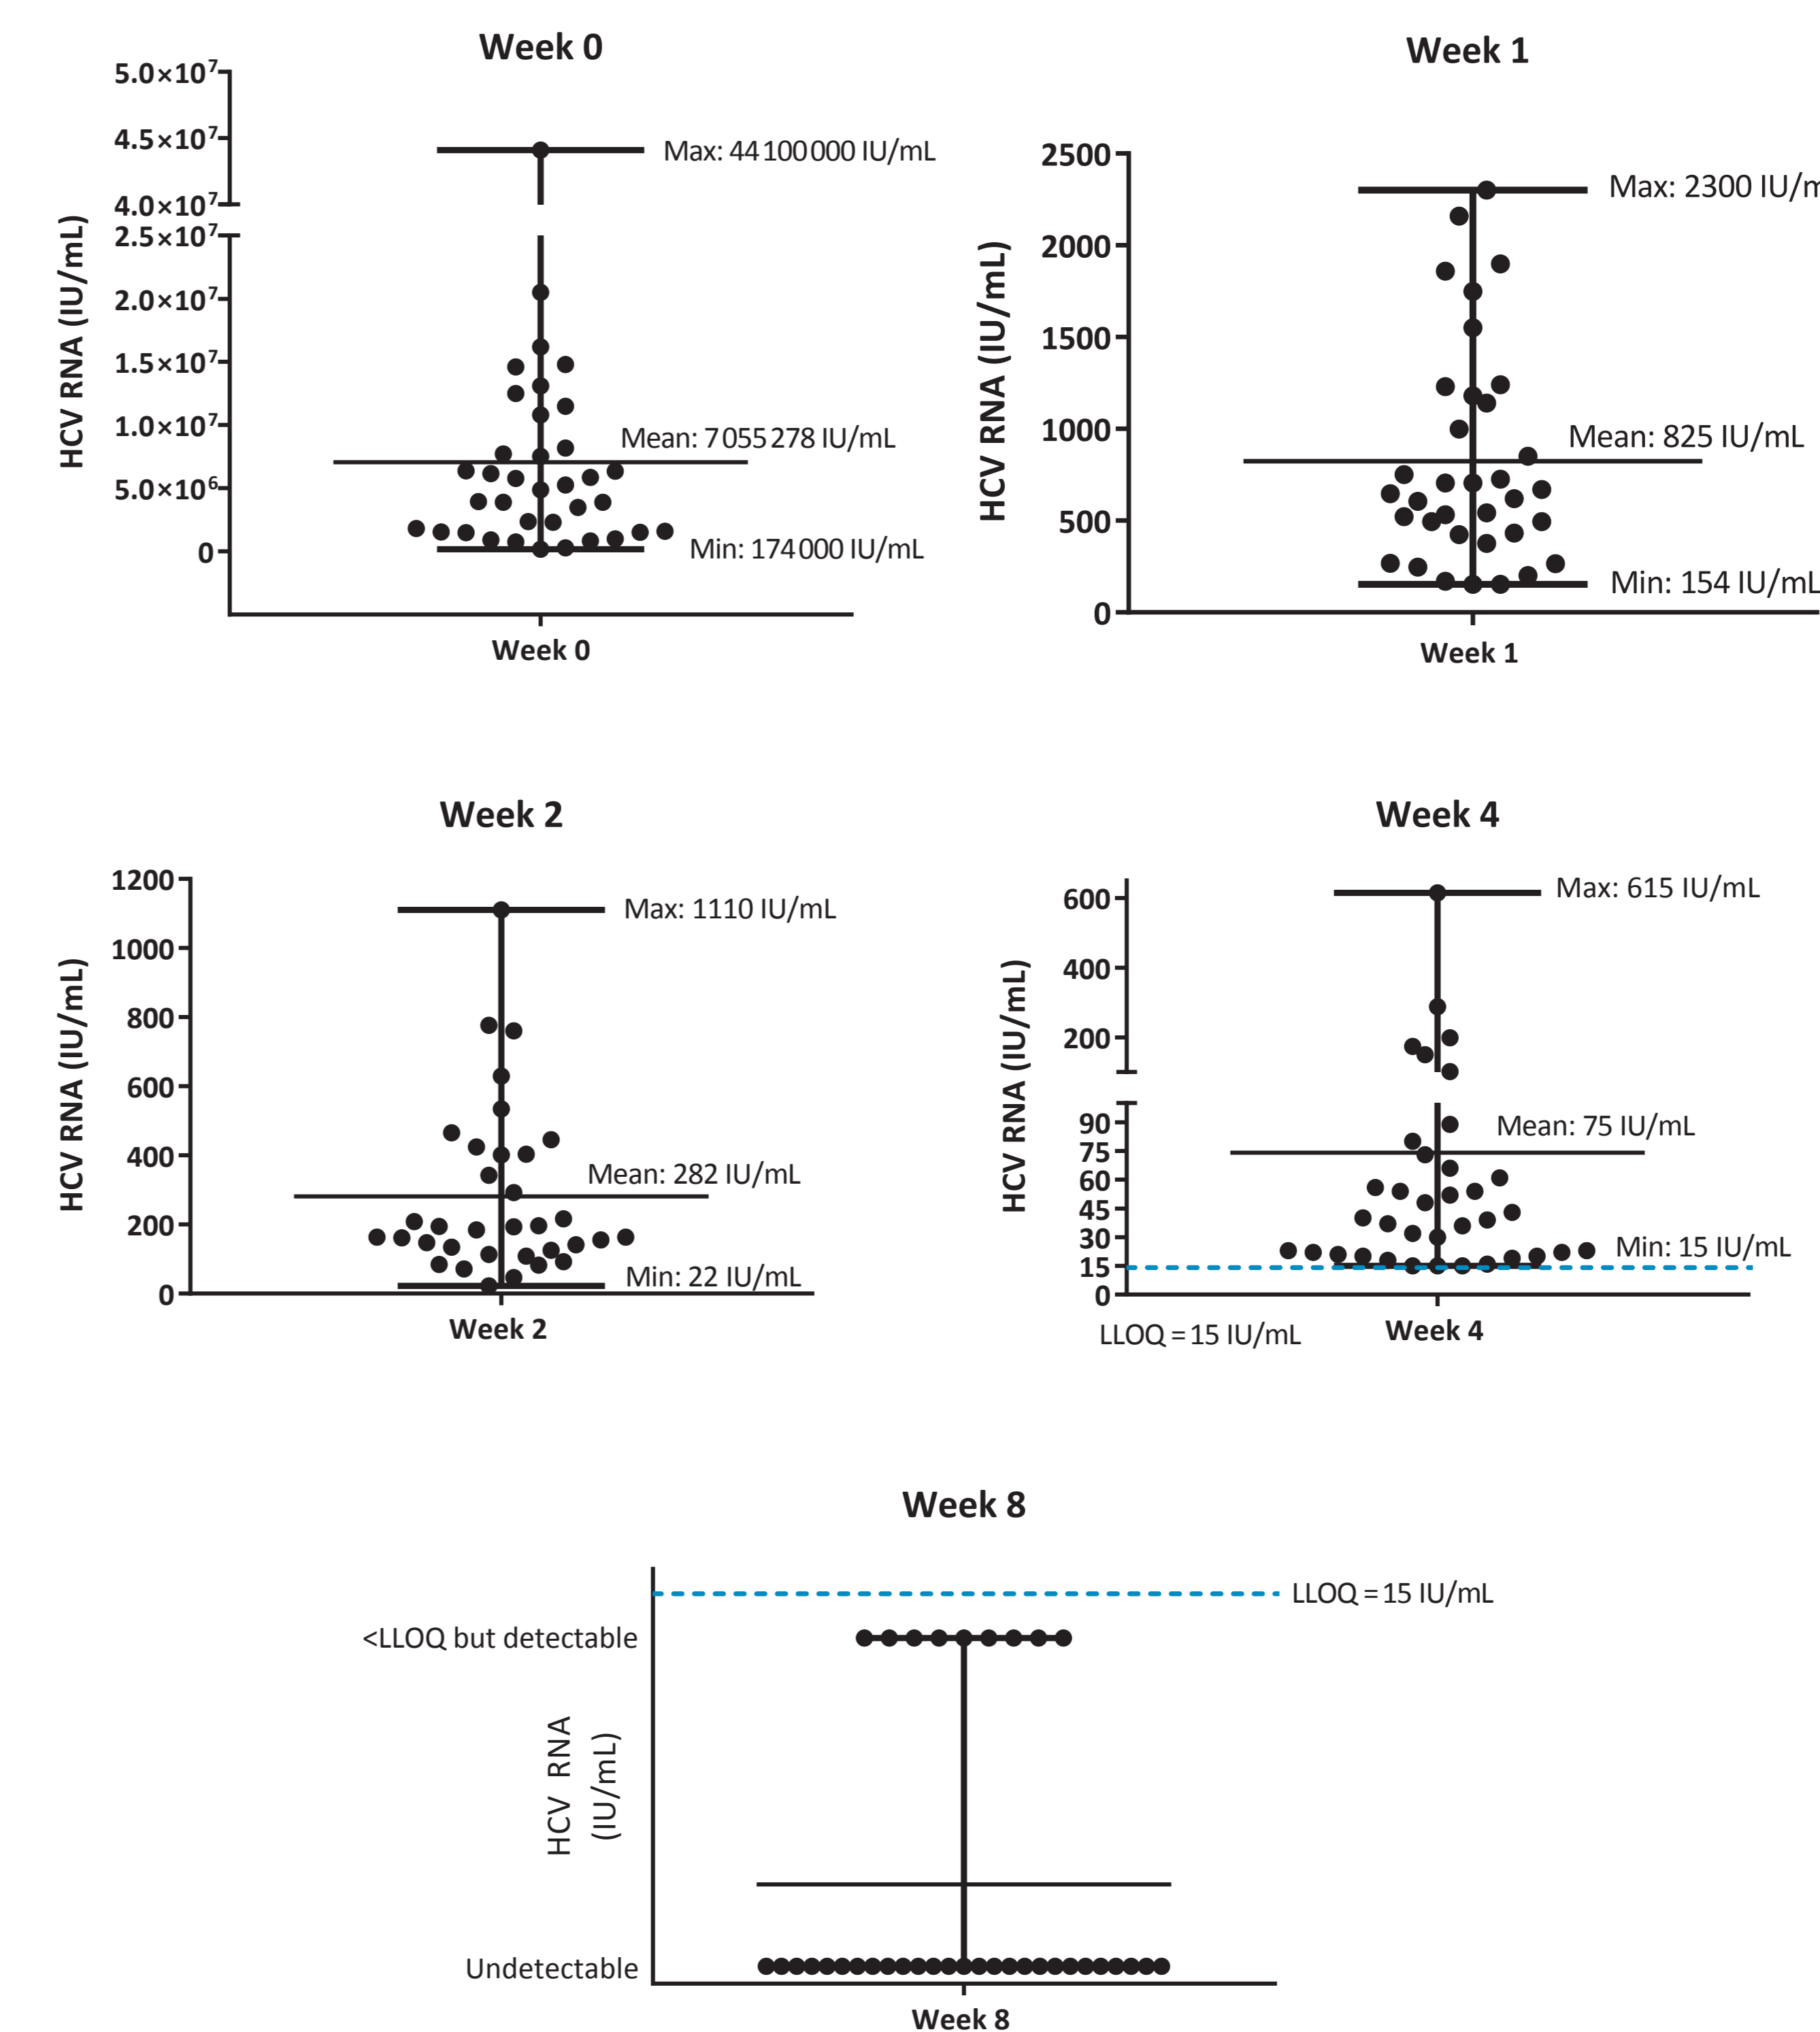 Week 0
5.0×10⁷
4.5×10⁷
4.0×10⁷
2.5×10⁷
2.0×10⁷
1.5×10⁷
1.0×10⁷
5.0×10⁶
0
HCV RNA (IU/mL)
Max: 44 100 000 IU/mL
Mean: 7 055 278 IU/mL
Min: 174 000 IU/mL
Week 0
Week 1
2500
2000
1500
1000
500
0
HCV RNA (IU/mL)
Max: 2300 IU/m
Mean: 825 IU/mL
Min: 154 IU/mL
Week 1
Week 2
1200
1000
800
600
400
200
0
HCV RNA (IU/mL)
Max: 1110 IU/mL
Mean: 282 IU/mL
Min: 22 IU/mL
Week 2
Week 4
600
400
200
90
75
60
45
30
15
0
HCV RNA (IU/mL)
Max: 615 IU/mL
Mean: 75 IU/mL
Min: 15 IU/mL
LLOQ = 15 IU/mL
Week 4
Week 8
LLOQ = 15 IU/mL
<LLOQ but detectable
HCV RNA
(IU/mL)
Undetectable
Week 8